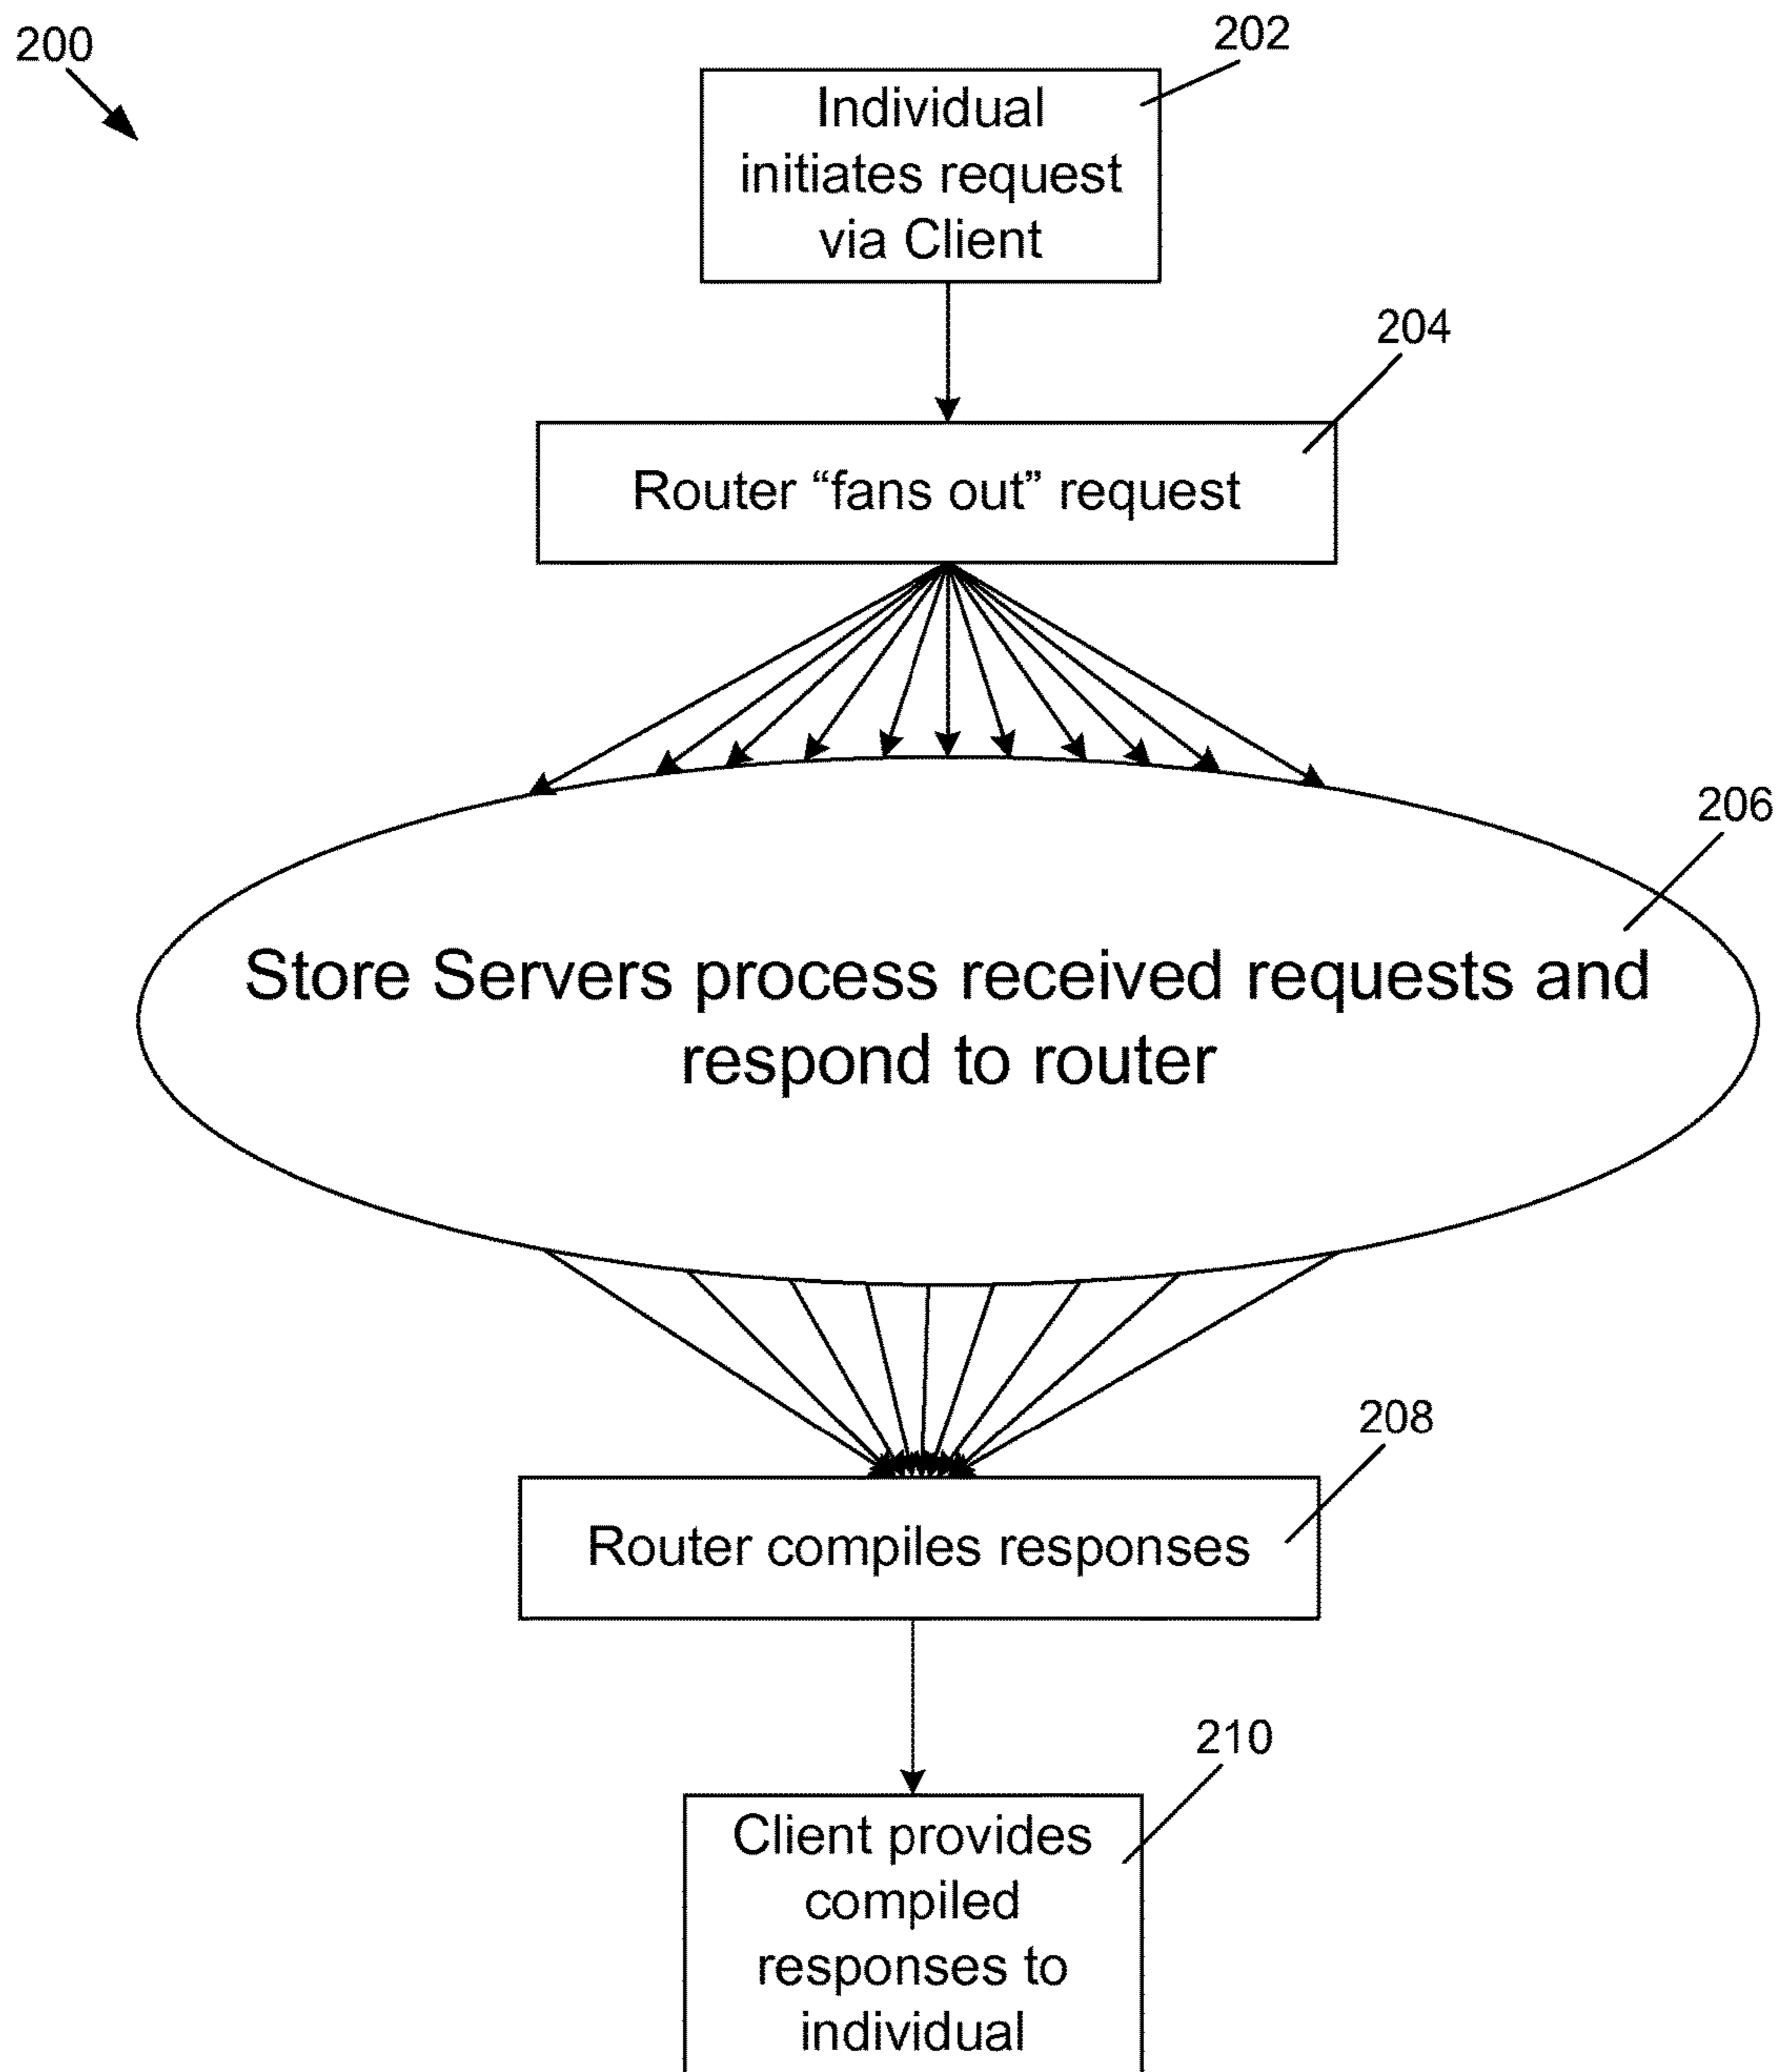 200
202
Individual
initiates request
via Client
204
Router “fans out” request
206
Store Servers process received requests and
respond to router
208
Router compiles responses
210
Client provides
compiled
responses to
individual